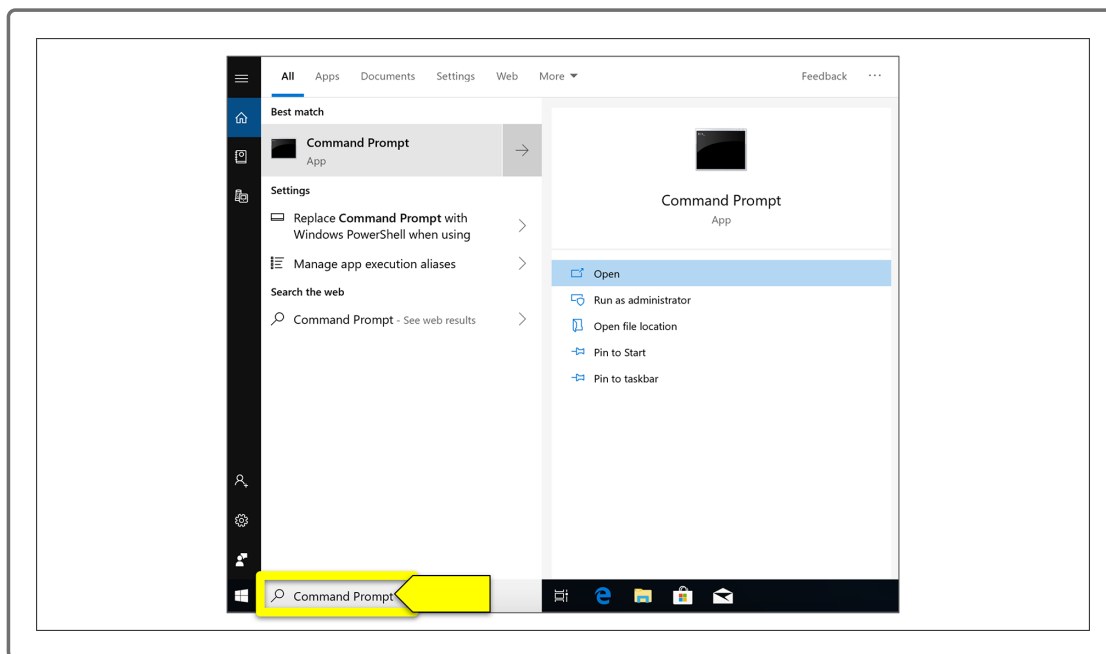 All Apps Documents Settings Web More Feedback ...
Best match
Command Prompt
App
Settings
Replace Command Prompt with
Windows PowerShell when using
Manage app execution aliases
Search the web
Command Prompt - See web results
Command Prompt
App
Open
Run as administrator
Open file location
Pin to Start
Pin to taskbar
Command Prompt